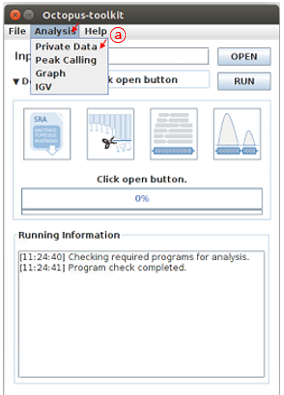 Octopus-toolkit
File Analysis Help
ⓐ
Private Data
Peak Calling
Graph
IGV
Inp
OPEN
▼D
ck open button
RUN
SRA
Click open button.
0%
Running Information
[11:24:40] Checking required programs for analysis.
[11:24:41] Program check completed.